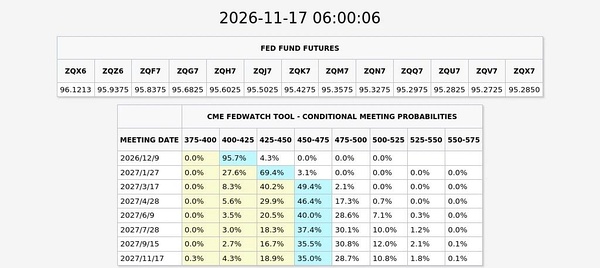 2026-11-17 06:00:06
FED FUND FUTURES
ZQX6 ZQZ6 ZQF7 ZQG7 ZQH7 ZQJ7 ZQK7 ZQM7 ZQN7 ZQQ7 ZQU7 ZQV7 ZQX7
96.1213 95.9375 95.8375 95.6825 95.6025 95.5025 95.4275 95.3575 95.3275 95.2975 95.2825 95.2725 95.2850
CME FEDWATCH TOOL - CONDITIONAL MEETING PROBABILITIES
MEETING DATE 375-400 400-425 425-450 450-475 475-500 500-525 525-550 550-575
2026/12/9 0.0% 95.7% 4.3% 0.0% 0.0% 0.0%
2027/1/27 0.0% 27.6% 69.4% 3.1% 0.0% 0.0% 0.0% 0.0%
2027/3/17 0.0% 8.3% 40.2% 49.4% 2.1% 0.0% 0.0% 0.0%
2027/4/28 0.0% 5.6% 29.9% 46.4% 17.3% 0.7% 0.0% 0.0%
2027/6/9 0.0% 3.5% 20.5% 40.0% 28.6% 7.1% 0.3% 0.0%
2027/7/28 0.0% 3.0% 18.3% 37.4% 30.1% 10.0% 1.2% 0.0%
2027/9/15 0.0% 2.7% 16.7% 35.5% 30.8% 12.0% 2.1% 0.1%
2027/11/17 0.3% 4.3% 18.9% 35.0% 28.7% 10.8% 1.8% 0.1%